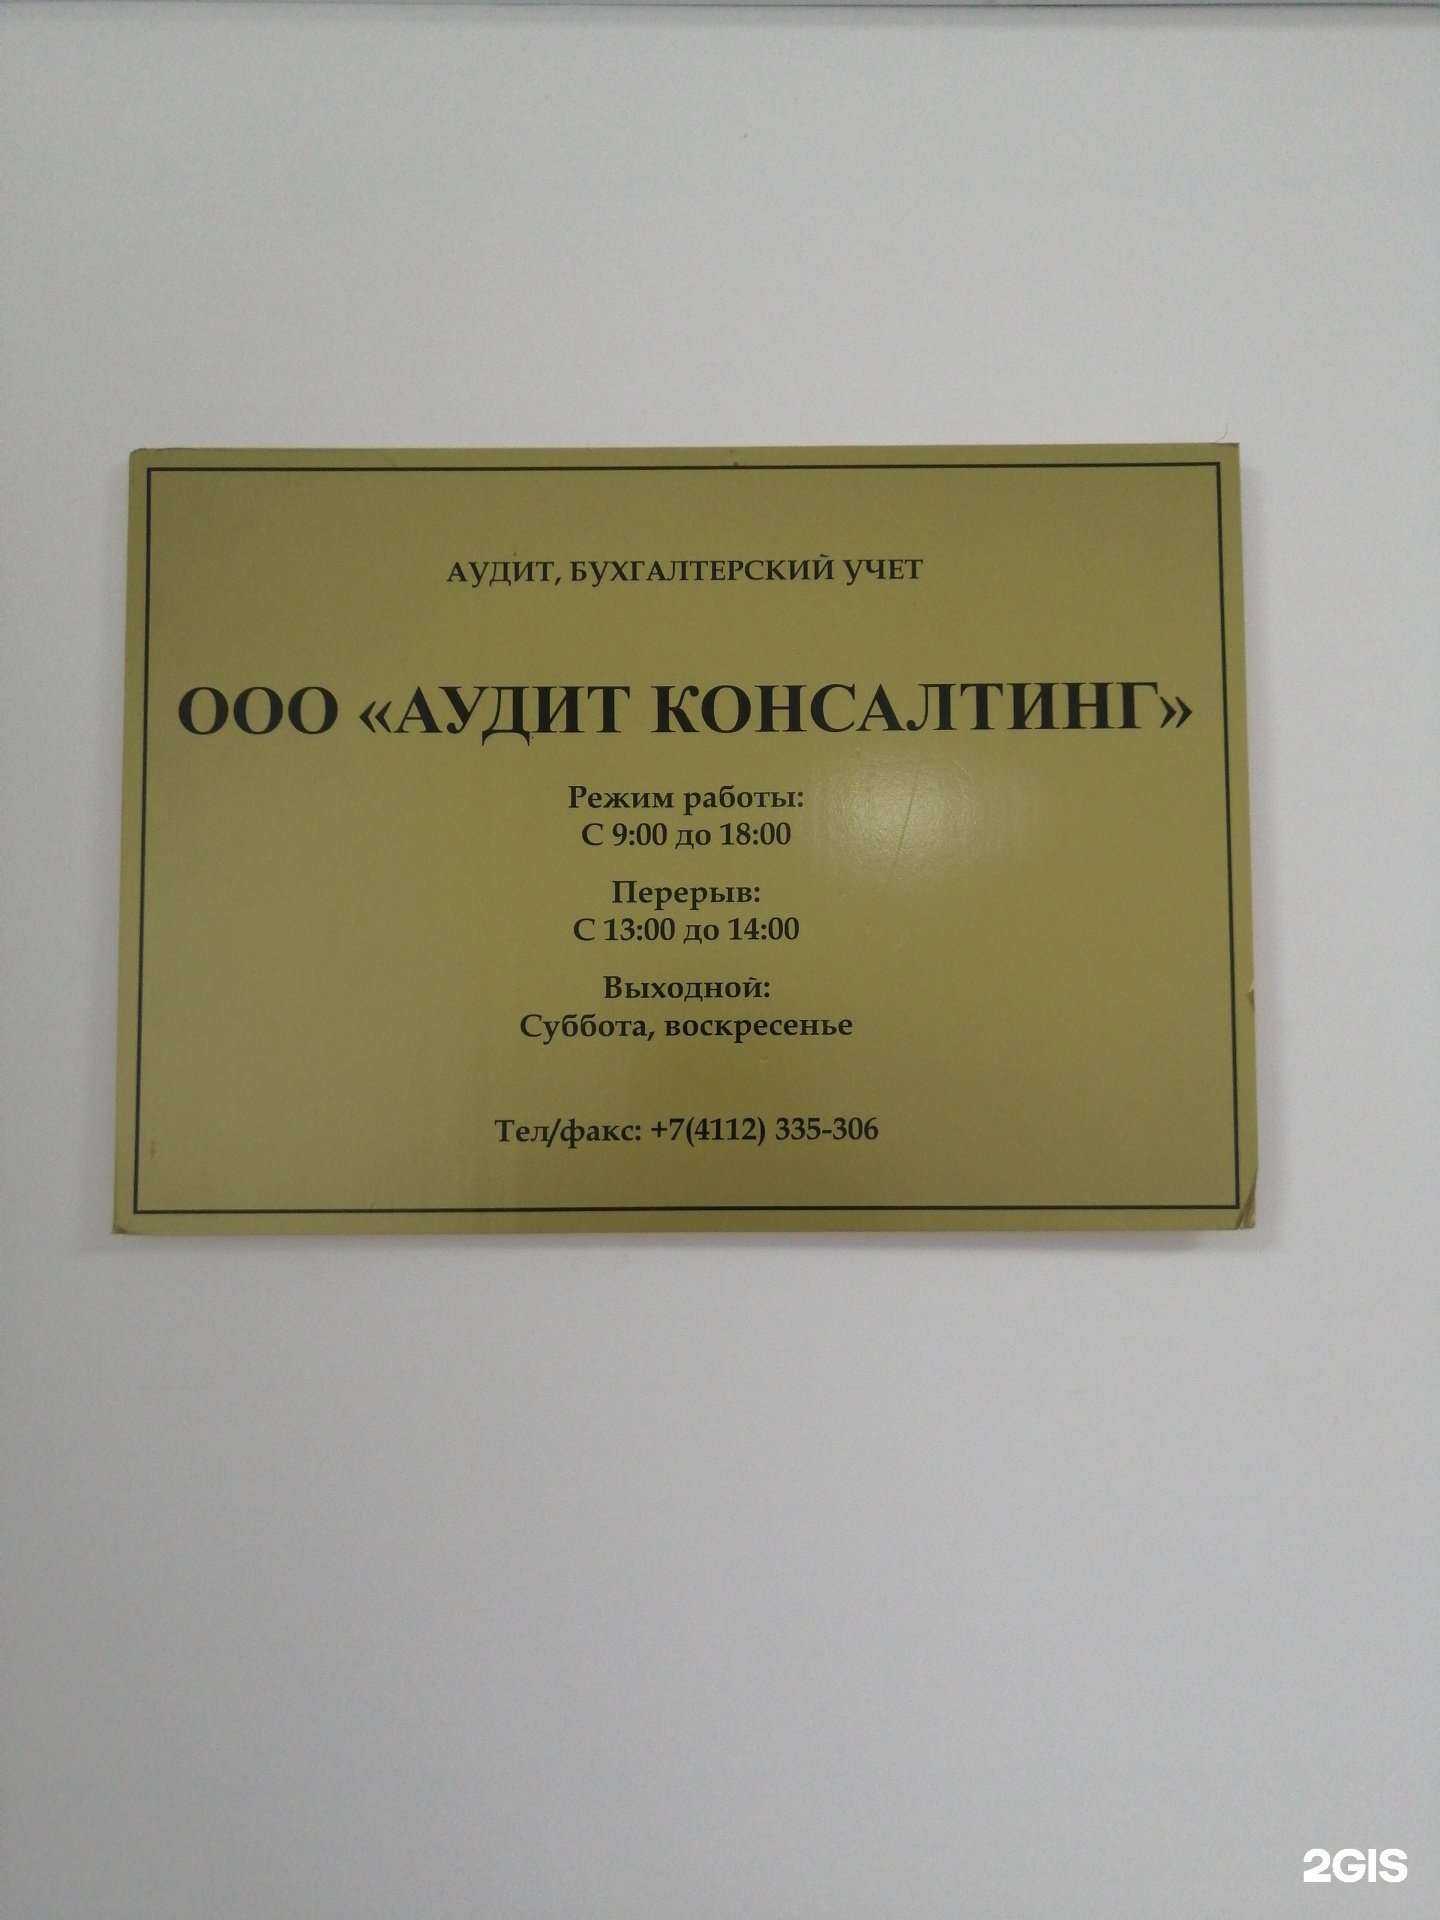 АУДИТ, БУХГАЛТЕРСКИЙ УЧЕТ
ООО «АУДИТ КОНСАЛТИНГ»
Режим работы:
С 9:00 до 18:00
Перерыв:
С 13:00 до 14:00
Выходной:
Суббота, воскресенье
Тел/факс: +7(4112) 335-306
2GIS